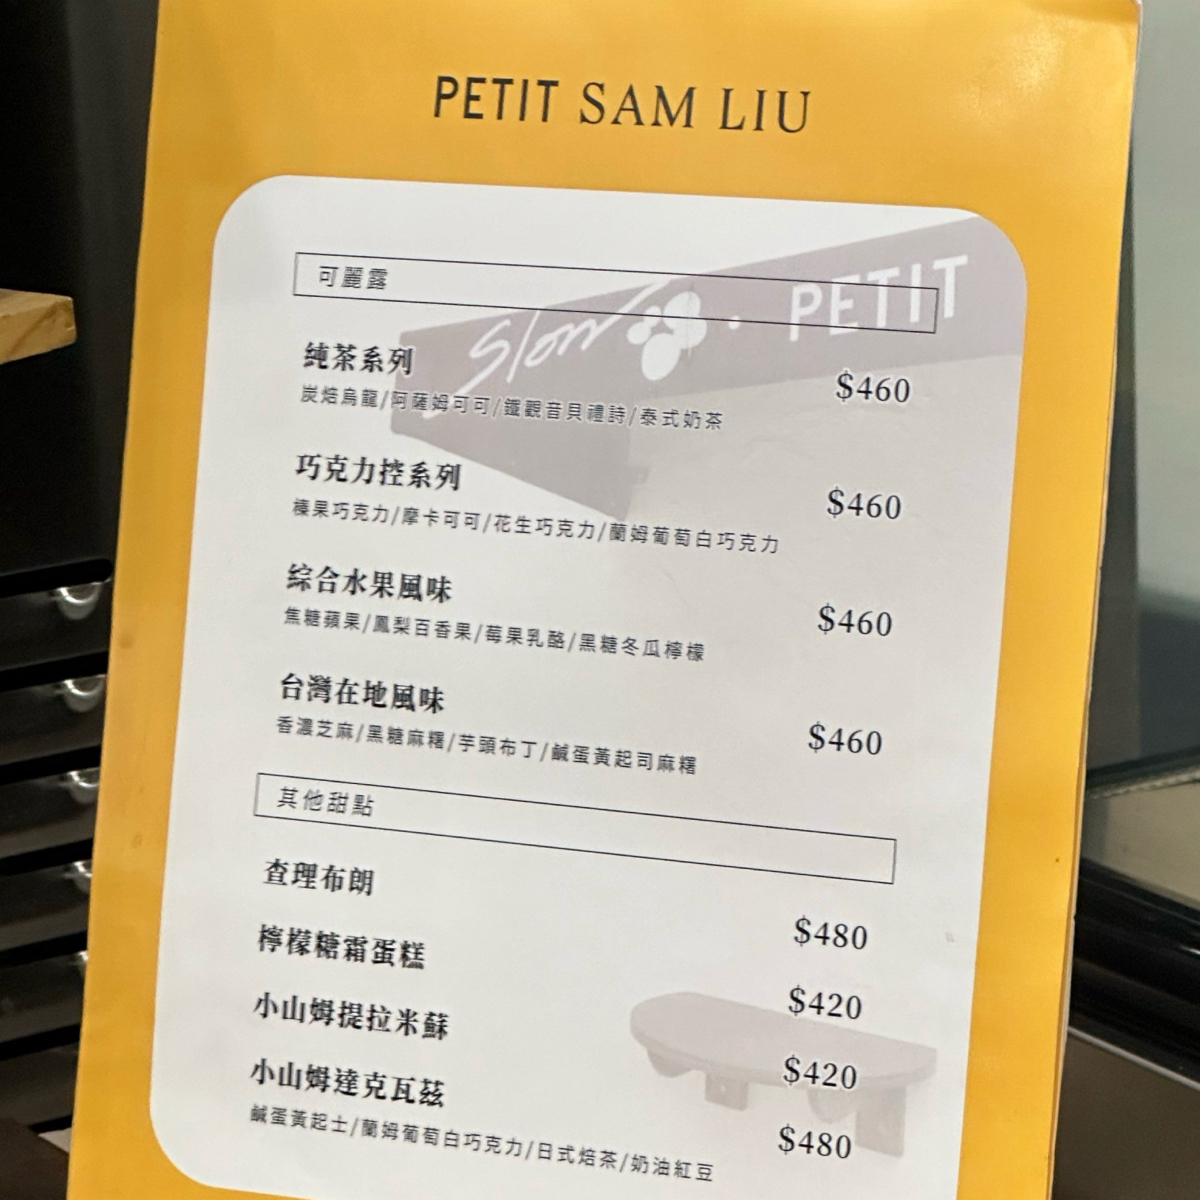 PETIT SAM LIU
可麗露
Slow · PETIT
純茶系列 $460
炭焙烏龍/阿薩姆可可/鐵觀音貝禮詩/泰式奶茶
巧克力控系列 $460
榛果巧克力/摩卡可可/花生巧克力/蘭姆葡萄白巧克力
綜合水果風味 $460
焦糖蘋果/鳳梨百香果/莓果乳酪/黑糖冬瓜檸檬
台灣在地風味 $460
香濃芝麻/黑糖麻糬/芋頭布丁/鹹蛋黃起司麻糬
其他甜點
查理布朗 $480
檸檬糖霜蛋糕 $420
小山姆提拉米蘇 $420
小山姆達克瓦茲 $480
鹹蛋黃起士/蘭姆葡萄白巧克力/日式焙茶/奶油紅豆